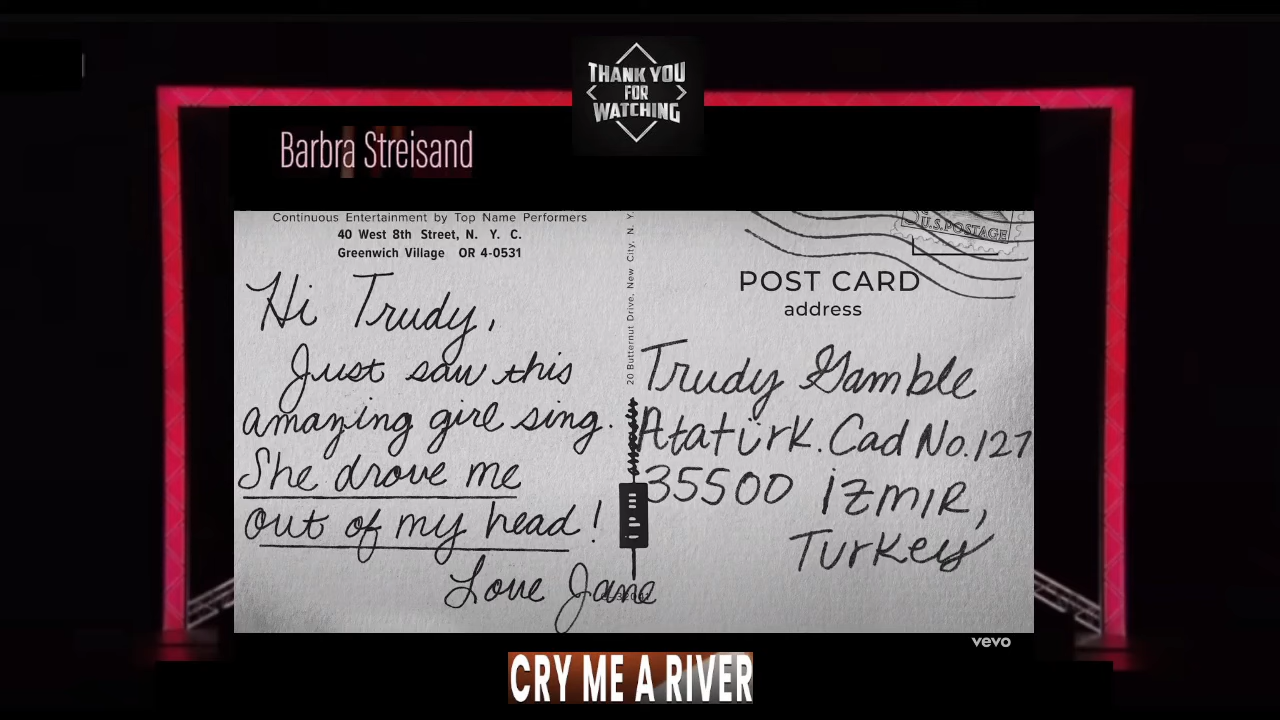 THANK YOU
FOR
WATCHING
Barbra Streisand
Continuous Entertainment by Top Name Performers
40 West 8th Street, N. Y. C.
Greenwich Village OR 4-0531
Hi Trudy,
Just saw this
amazing girl sing.
She drove me
out of my head!
Love Jane
20 Butternut Drive, New City, N. Y.
U.S.POSTAGE
POST CARD
address
Trudy Gamble
Atatürk. Cad No. 127
35500 İZMIR,
Turkey
vevo
CRY ME A RIVER